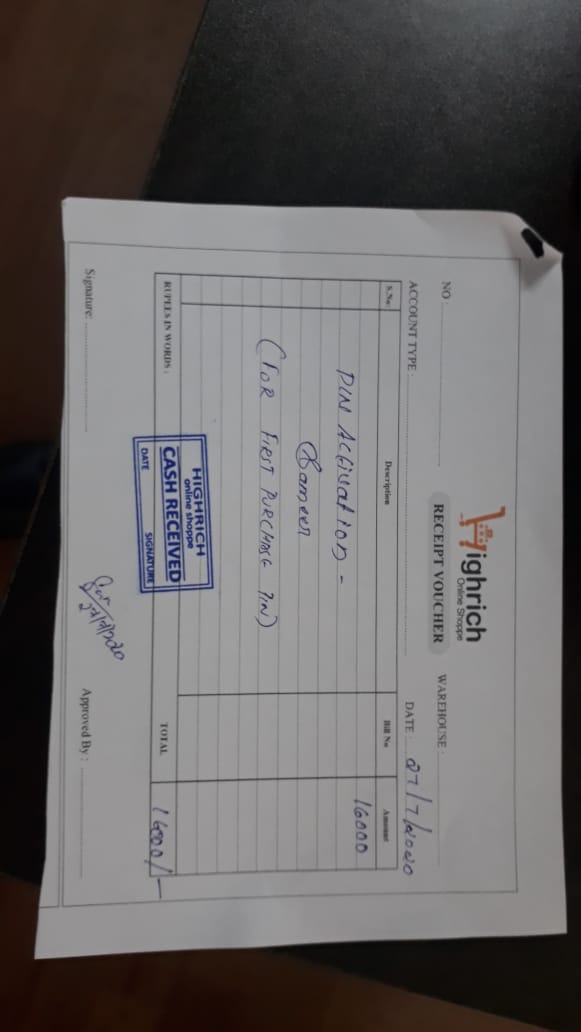 Highrich
Online Shoppe
RECEIPT VOUCHER
NO :
WAREHOUSE :
ACCOUNT TYPE :
DATE : 27/7/2020
S.No: Description Bill No Amount
PIN Activation - 16000
Sameer
(FOR FIRST PURCHASE PIN)
HIGHRICH
online shoppe
CASH RECEIVED
DATE SIGNATURE
RUPEES IN WORDS : TOTAL 16000/-
27/7/2020
Signature: Approved By :